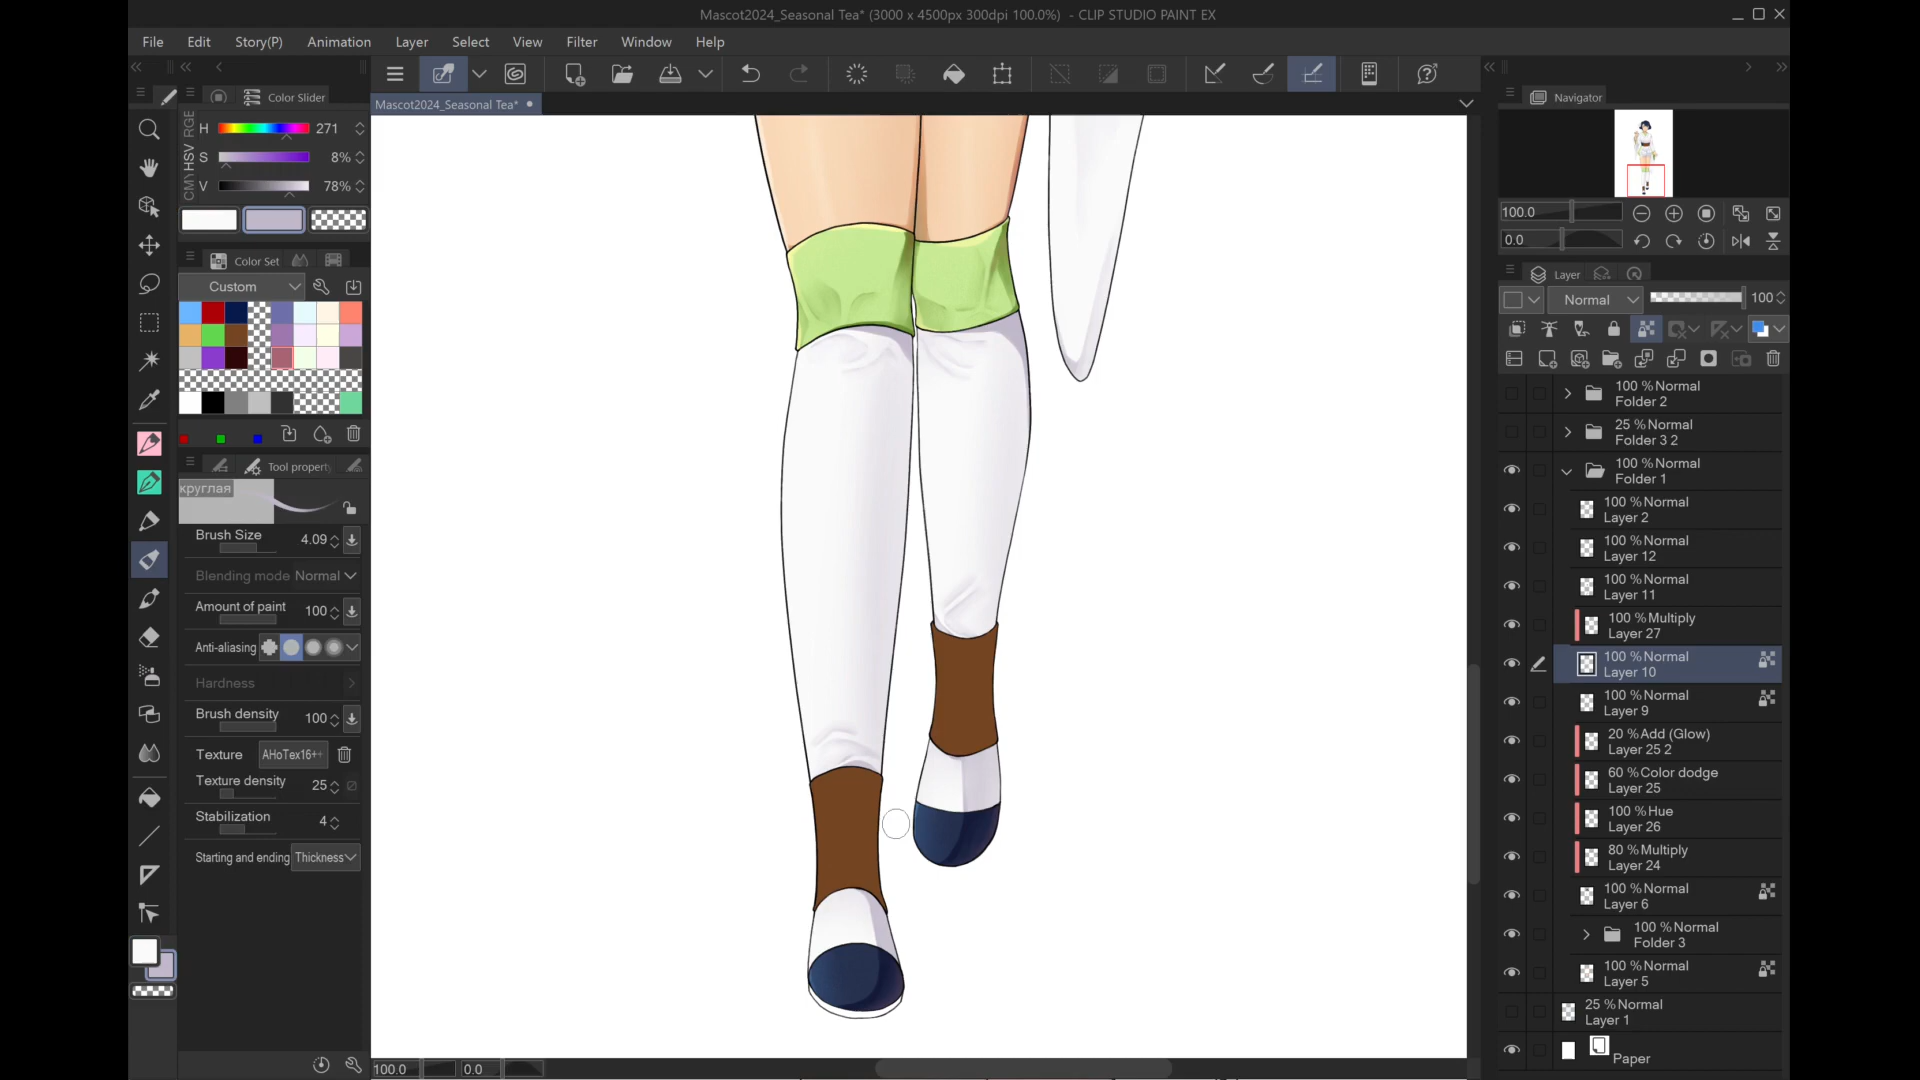 Mascot2024_Seasonal Tea* (3000 x 4500px 300dpi 100.0%) - CLIP STUDIO PAINT EX
File Edit Story(P) Animation Layer Select View Filter Window Help
Color Slider
Mascot2024_Seasonal Tea*
Navigator
RGB
HSV
CMY
H 271
S 8%
V 78%
100.0
0.0
Color Set
Custom
Layer
Normal 100
Tool property
круглая
Brush Size 4.09
Blending mode Normal
Amount of paint 100
Anti-aliasing
Hardness
Brush density 100
Texture AHoTex16++
Texture density 25
Stabilization 4
Starting and ending Thickness
100 %Normal
Folder 2
25 %Normal
Folder 3 2
100 %Normal
Folder 1
100 %Normal
Layer 2
100 %Normal
Layer 12
100 %Normal
Layer 11
100 %Multiply
Layer 27
100 %Normal
Layer 10
100 %Normal
Layer 9
20 %Add (Glow)
Layer 25 2
60 %Color dodge
Layer 25
100 %Hue
Layer 26
80 %Multiply
Layer 24
100 %Normal
Layer 6
100 %Normal
Folder 3
100 %Normal
Layer 5
25 %Normal
Layer 1
Paper
100.0 0.0